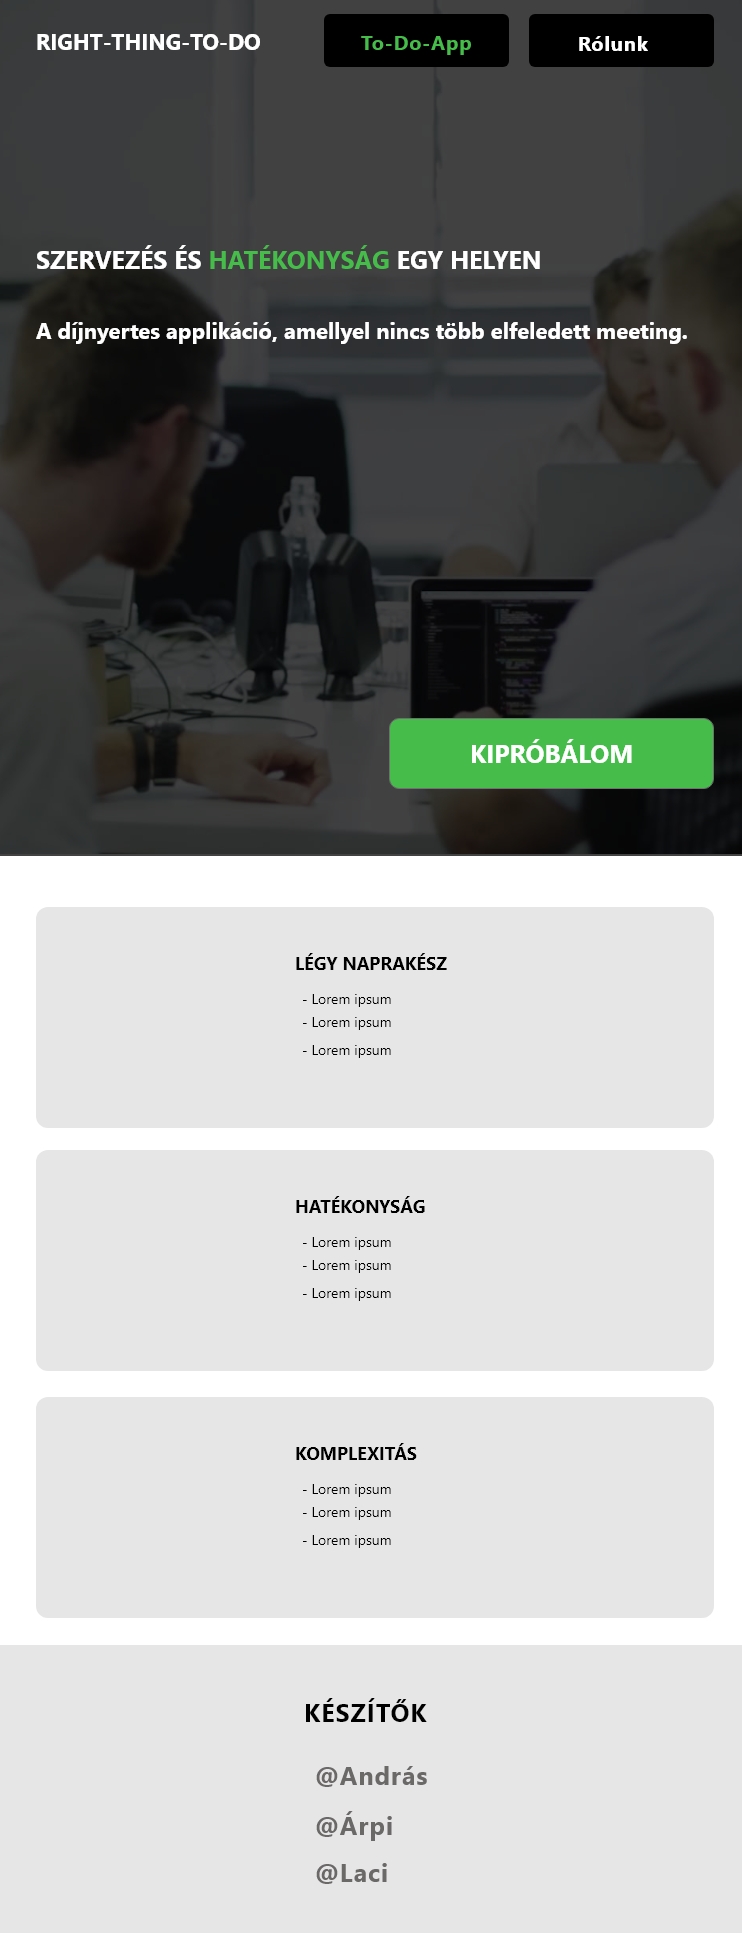 RIGHT-THING-TO-DO
To-Do-App
Rólunk
SZERVEZÉS ÉS HATÉKONYSÁG EGY HELYEN
A díjnyertes applikáció, amellyel nincs több elfeledett meeting.
KIPRÓBÁLOM
LÉGY NAPRAKÉSZ
- Lorem ipsum
- Lorem ipsum
- Lorem ipsum
HATÉKONYSÁG
- Lorem ipsum
- Lorem ipsum
- Lorem ipsum
KOMPLEXITÁS
- Lorem ipsum
- Lorem ipsum
- Lorem ipsum
KÉSZÍTŐK
@András
@Árpi
@Laci